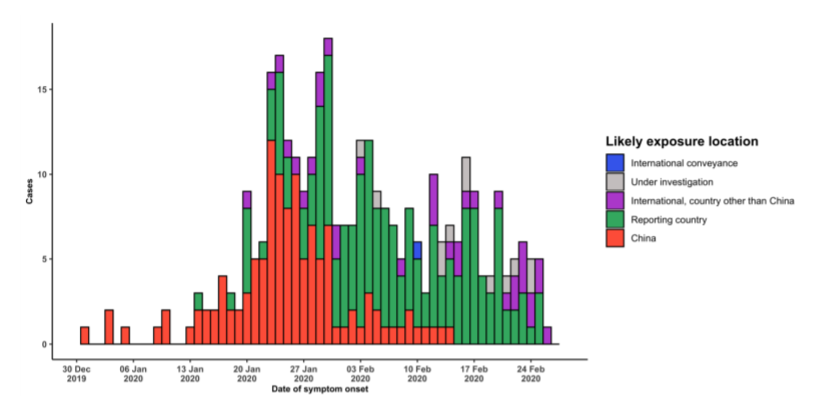 15
10
5
0
Cases
30 Dec 06 Jan 13 Jan 20 Jan 27 Jan 03 Feb 10 Feb 17 Feb 24 Feb
2019 2020 2020 2020 2020 2020 2020 2020 2020
Date of symptom onset
Likely exposure location
International conveyance
Under investigation
International, country other than China
Reporting country
China